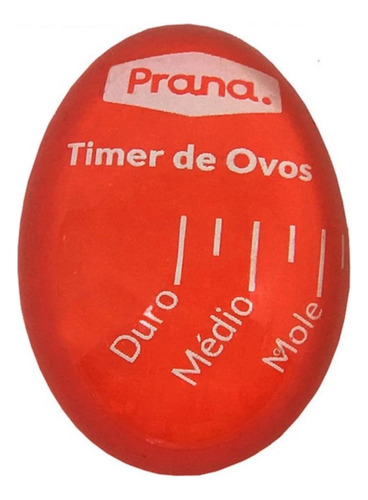 Prana.
Timer de Ovos
Duro
Médio
Mole